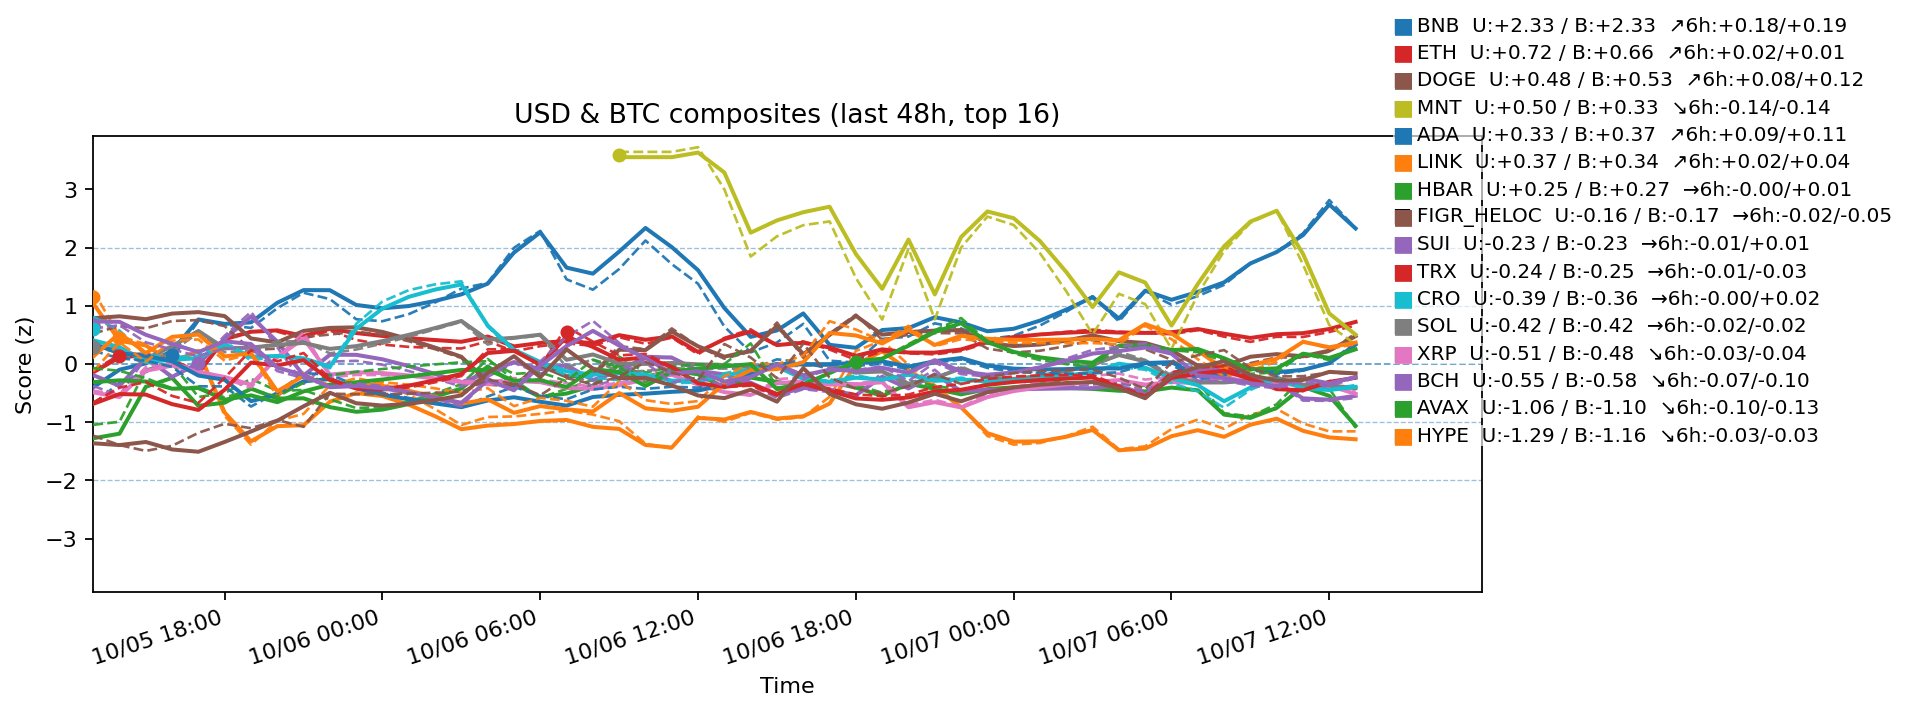 BNB  U:+2.33 / B:+2.33  ↗6h:+0.18/+0.19
ETH  U:+0.72 / B:+0.66  ↗6h:+0.02/+0.01
DOGE  U:+0.48 / B:+0.53  ↗6h:+0.08/+0.12
MNT  U:+0.50 / B:+0.33  ↘6h:-0.14/-0.14
ADA  U:+0.33 / B:+0.37  ↗6h:+0.09/+0.11
LINK  U:+0.37 / B:+0.34  ↗6h:+0.02/+0.04
HBAR  U:+0.25 / B:+0.27  →6h:-0.00/+0.01
FIGR_HELOC  U:-0.16 / B:-0.17  →6h:-0.02/-0.05
SUI  U:-0.23 / B:-0.23  →6h:-0.01/+0.01
TRX  U:-0.24 / B:-0.25  →6h:-0.01/-0.03
CRO  U:-0.39 / B:-0.36  →6h:-0.00/+0.02
SOL  U:-0.42 / B:-0.42  →6h:-0.02/-0.02
XRP  U:-0.51 / B:-0.48  ↘6h:-0.03/-0.04
BCH  U:-0.55 / B:-0.58  ↘6h:-0.07/-0.10
AVAX  U:-1.06 / B:-1.10  ↘6h:-0.10/-0.13
HYPE  U:-1.29 / B:-1.16  ↘6h:-0.03/-0.03
USD & BTC composites (last 48h, top 16)
Score (z)
3
2
1
0
−1
−2
−3
10/05 18:00
10/06 00:00
10/06 06:00
10/06 12:00
10/06 18:00
10/07 00:00
10/07 06:00
10/07 12:00
Time